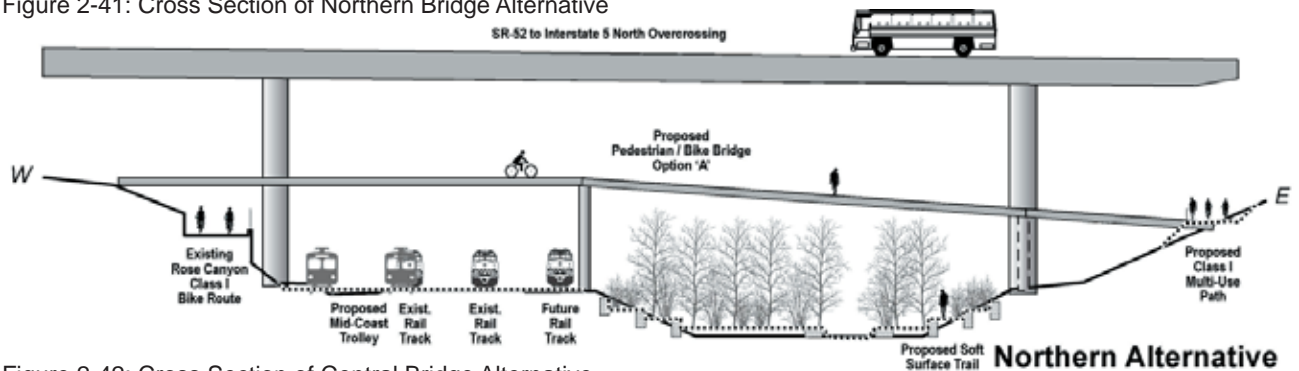 Figure 2-41: Cross Section of Northern Bridge Alternative
SR-52 to Interstate 5 North Overcrossing
Proposed
Pedestrian / Bike Bridge
Option 'A'
W
E
Existing
Rose Canyon
Class I
Bike Route
Proposed
Mid-Coast
Trolley
Exist.
Rail
Track
Exist.
Rail
Track
Future
Rail
Track
Proposed
Class I
Multi-Use
Path
Proposed Soft
Surface Trail
Northern Alternative
Figure 2-42: Cross Section of Central Bridge Alternative